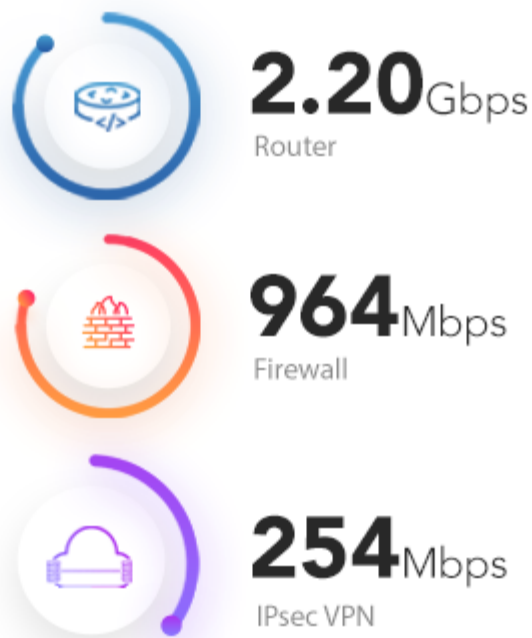 2.20Gbps
Router
964Mbps
Firewall
254Mbps
IPsec VPN